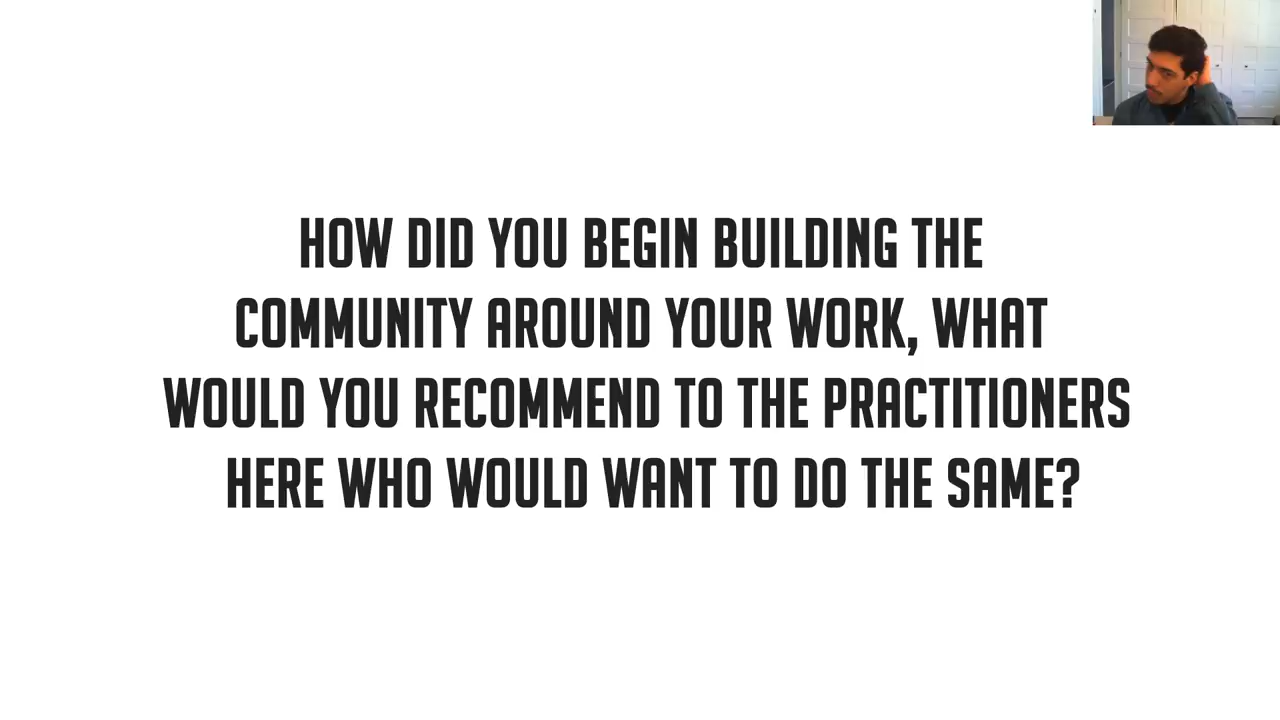 HOW DID YOU BEGIN BUILDING THE
COMMUNITY AROUND YOUR WORK, WHAT
WOULD YOU RECOMMEND TO THE PRACTITIONERS
HERE WHO WOULD WANT TO DO THE SAME?